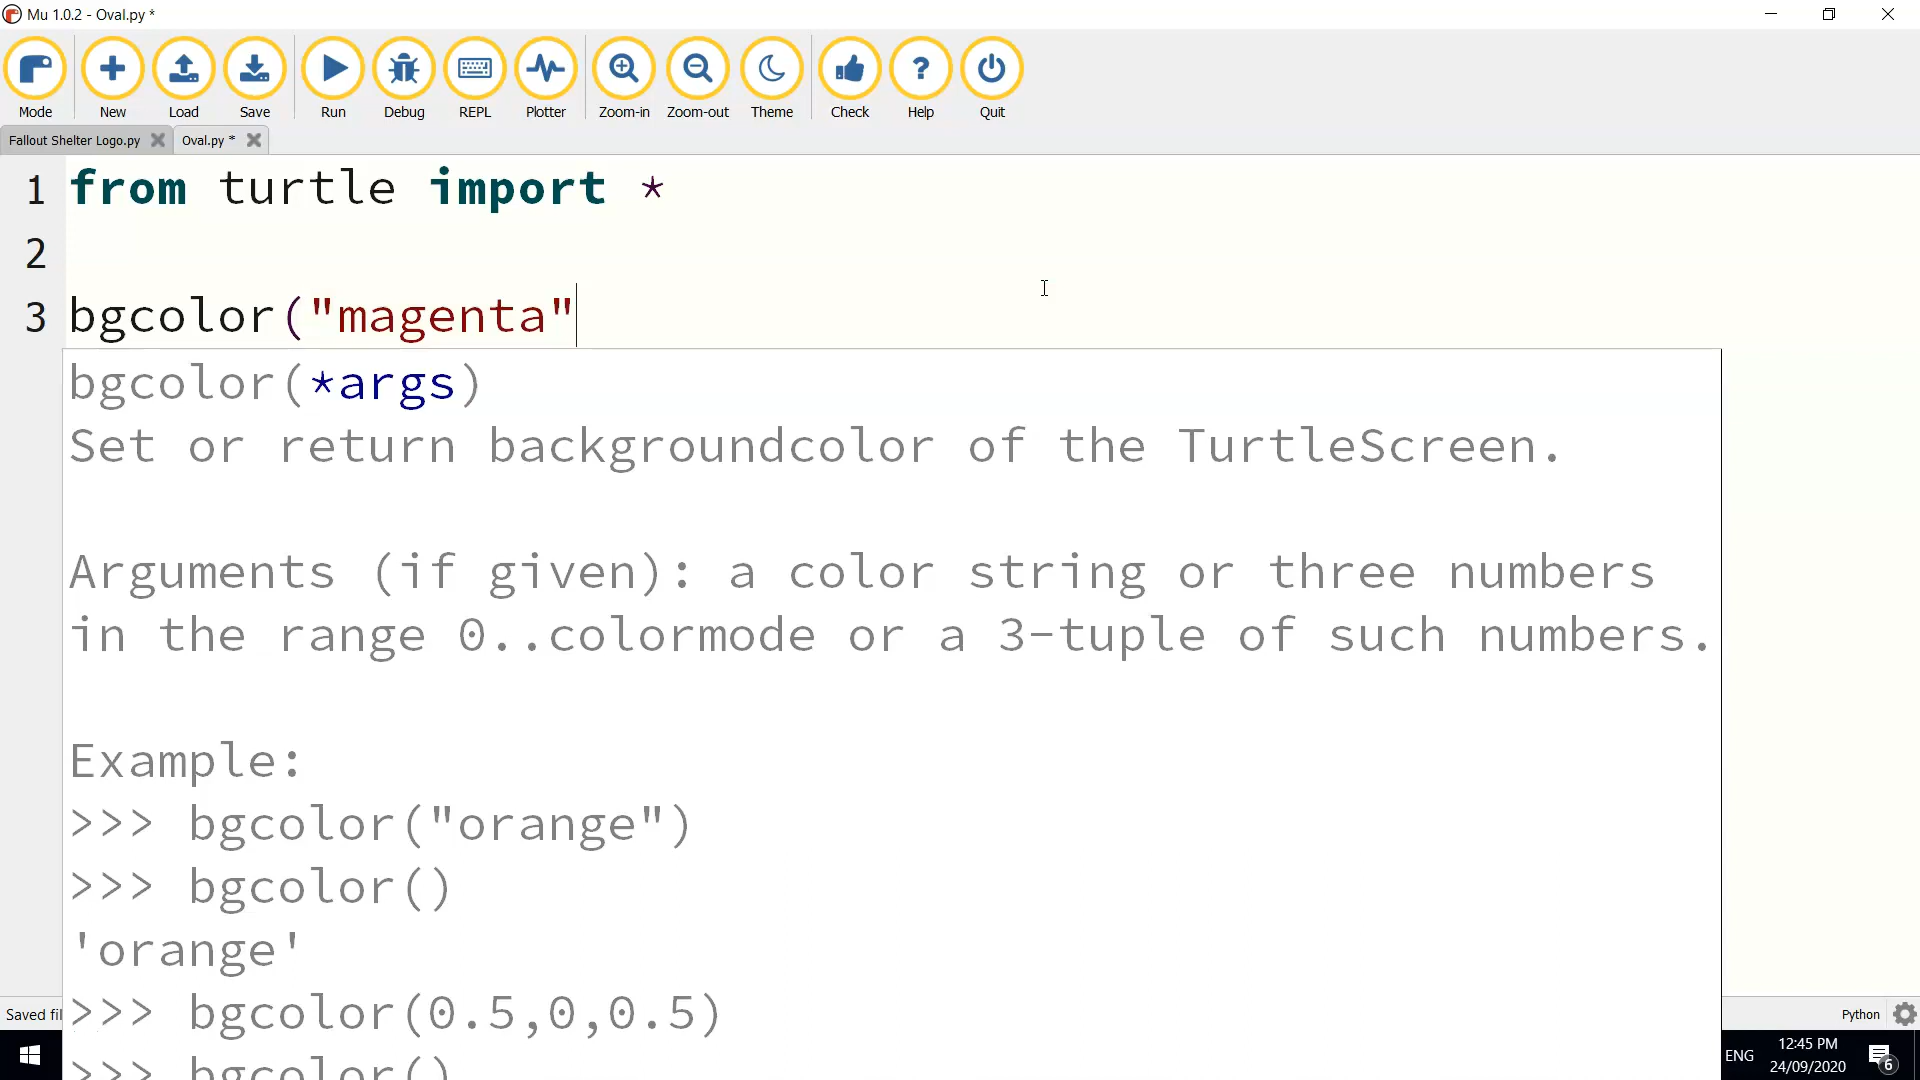 Mu 1.0.2 - Oval.py *
Mode New Load Save Run Debug REPL Plotter Zoom-in Zoom-out Theme Check Help Quit
Fallout Shelter Logo.py Oval.py *
1 from turtle import *
2
3 bgcolor("magenta"
bgcolor(*args)
Set or return backgroundcolor of the TurtleScreen.
Arguments (if given): a color string or three numbers
in the range 0..colormode or a 3-tuple of such numbers.
Example:
>>> bgcolor("orange")
>>> bgcolor()
'orange'
>>> bgcolor(0.5,0,0.5)
>>> bgcolor()
Saved fil
Python
ENG
12:45 PM
24/09/2020
6